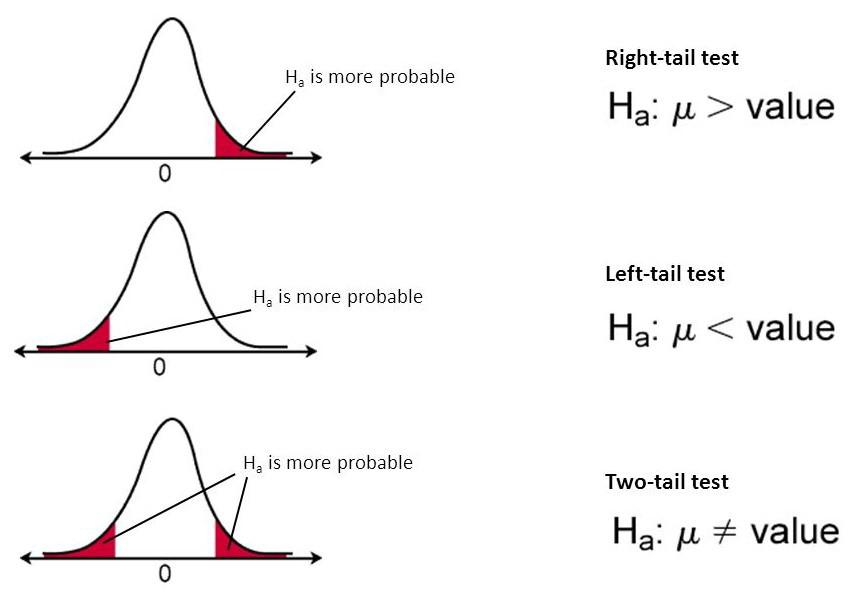 Hₐ is more probable
0
Right-tail test
Hₐ: μ > value
Hₐ is more probable
0
Left-tail test
Hₐ: μ < value
Hₐ is more probable
0
Two-tail test
Hₐ: μ ≠ value